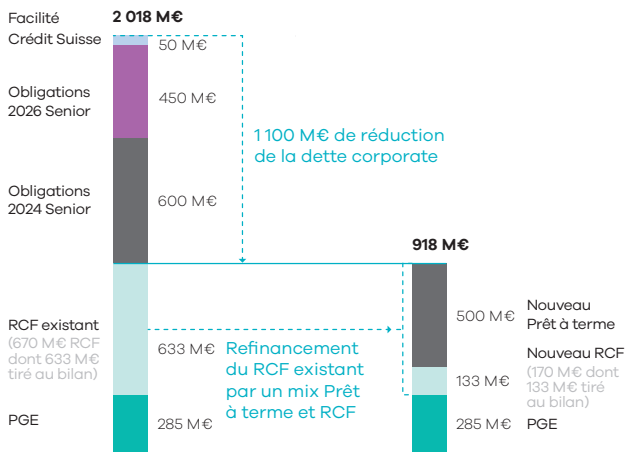 Facilité
Crédit Suisse
2 018 M€
50 M€
Obligations
2026 Senior
450 M€
1 100 M€ de réduction
de la dette corporate
Obligations
2024 Senior
600 M€
918 M€
RCF existant
(670 M€ RCF
dont 633 M€
tiré au bilan)
633 M€
Refinancement
du RCF existant
par un mix Prêt
à terme et RCF
500 M€
Nouveau
Prêt à terme
133 M€
Nouveau RCF
(170 M€ dont
133 M€ tiré
au bilan)
PGE
285 M€
285 M€
PGE